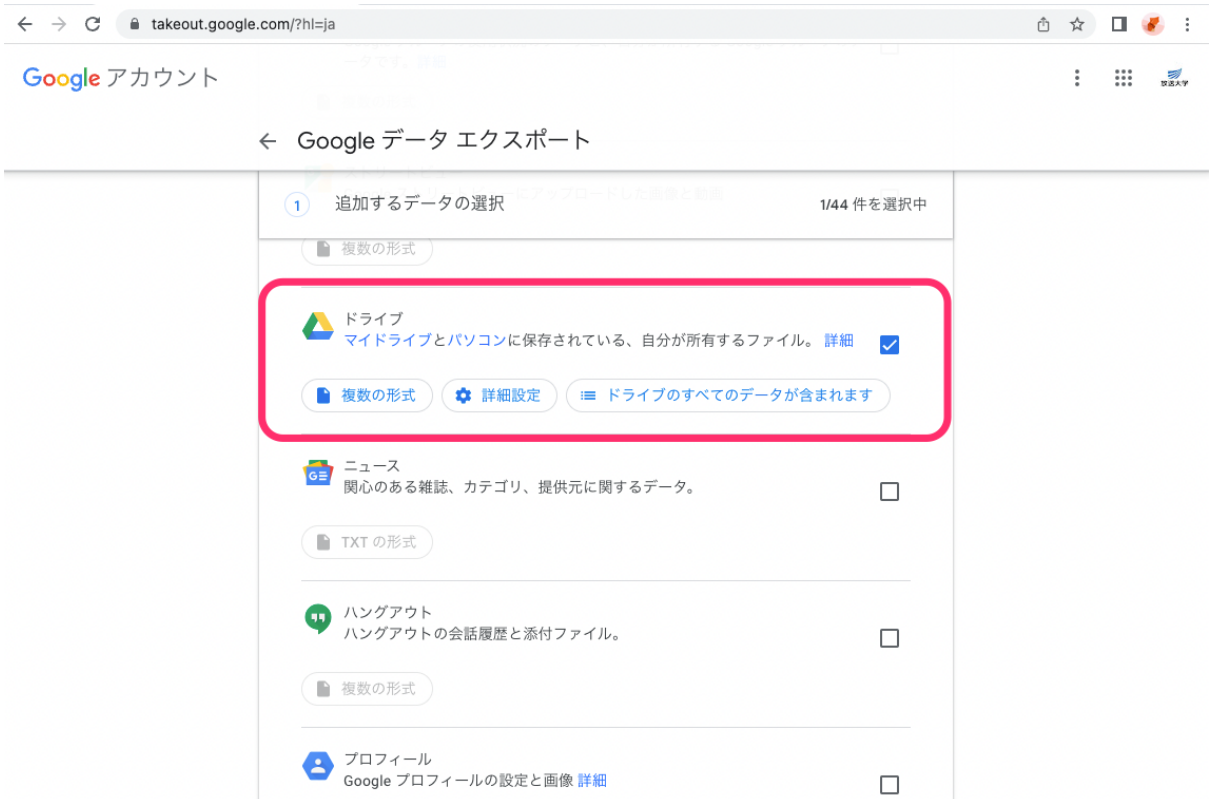 takeout.google.com/?hl=ja
Google アカウント
放送大学
← Google データ エクスポート
1 追加するデータの選択 1/44 件を選択中
複数の形式
ドライブ
マイドライブとパソコンに保存されている、自分が所有するファイル。 詳細
複数の形式 詳細設定 ドライブのすべてのデータが含まれます
ニュース
関心のある雑誌、カテゴリ、提供元に関するデータ。
TXT の形式
ハングアウト
ハングアウトの会話履歴と添付ファイル。
複数の形式
プロフィール
Google プロフィールの設定と画像 詳細